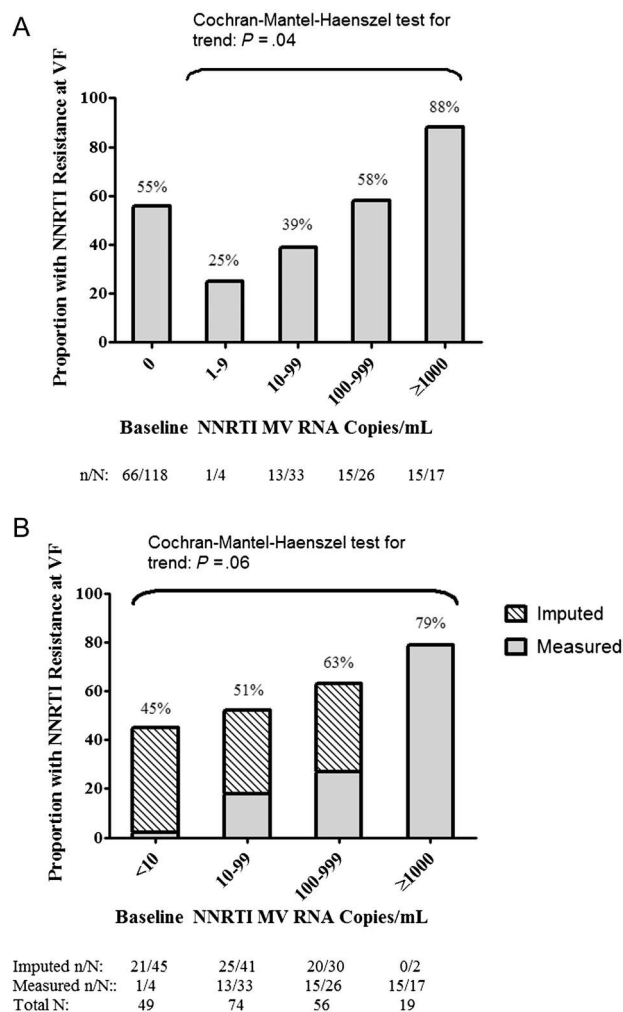 A
Cochran-Mantel-Haenszel test for
trend: P = .04
Proportion with NNRTI Resistance at VF
100
80
60
40
20
0
55%
25%
39%
58%
88%
0
1-9
10-99
100-999
≥1000
Baseline NNRTI MV RNA Copies/mL
n/N: 66/118 1/4 13/33 15/26 15/17
B
Cochran-Mantel-Haenszel test for
trend: P = .06
Proportion with NNRTI Resistance at VF
100
80
60
40
20
0
45%
51%
63%
79%
Imputed
Measured
<10
10-99
100-999
≥1000
Baseline NNRTI MV RNA Copies/mL
Imputed n/N: 21/45 25/41 20/30 0/2
Measured n/N:: 1/4 13/33 15/26 15/17
Total N: 49 74 56 19